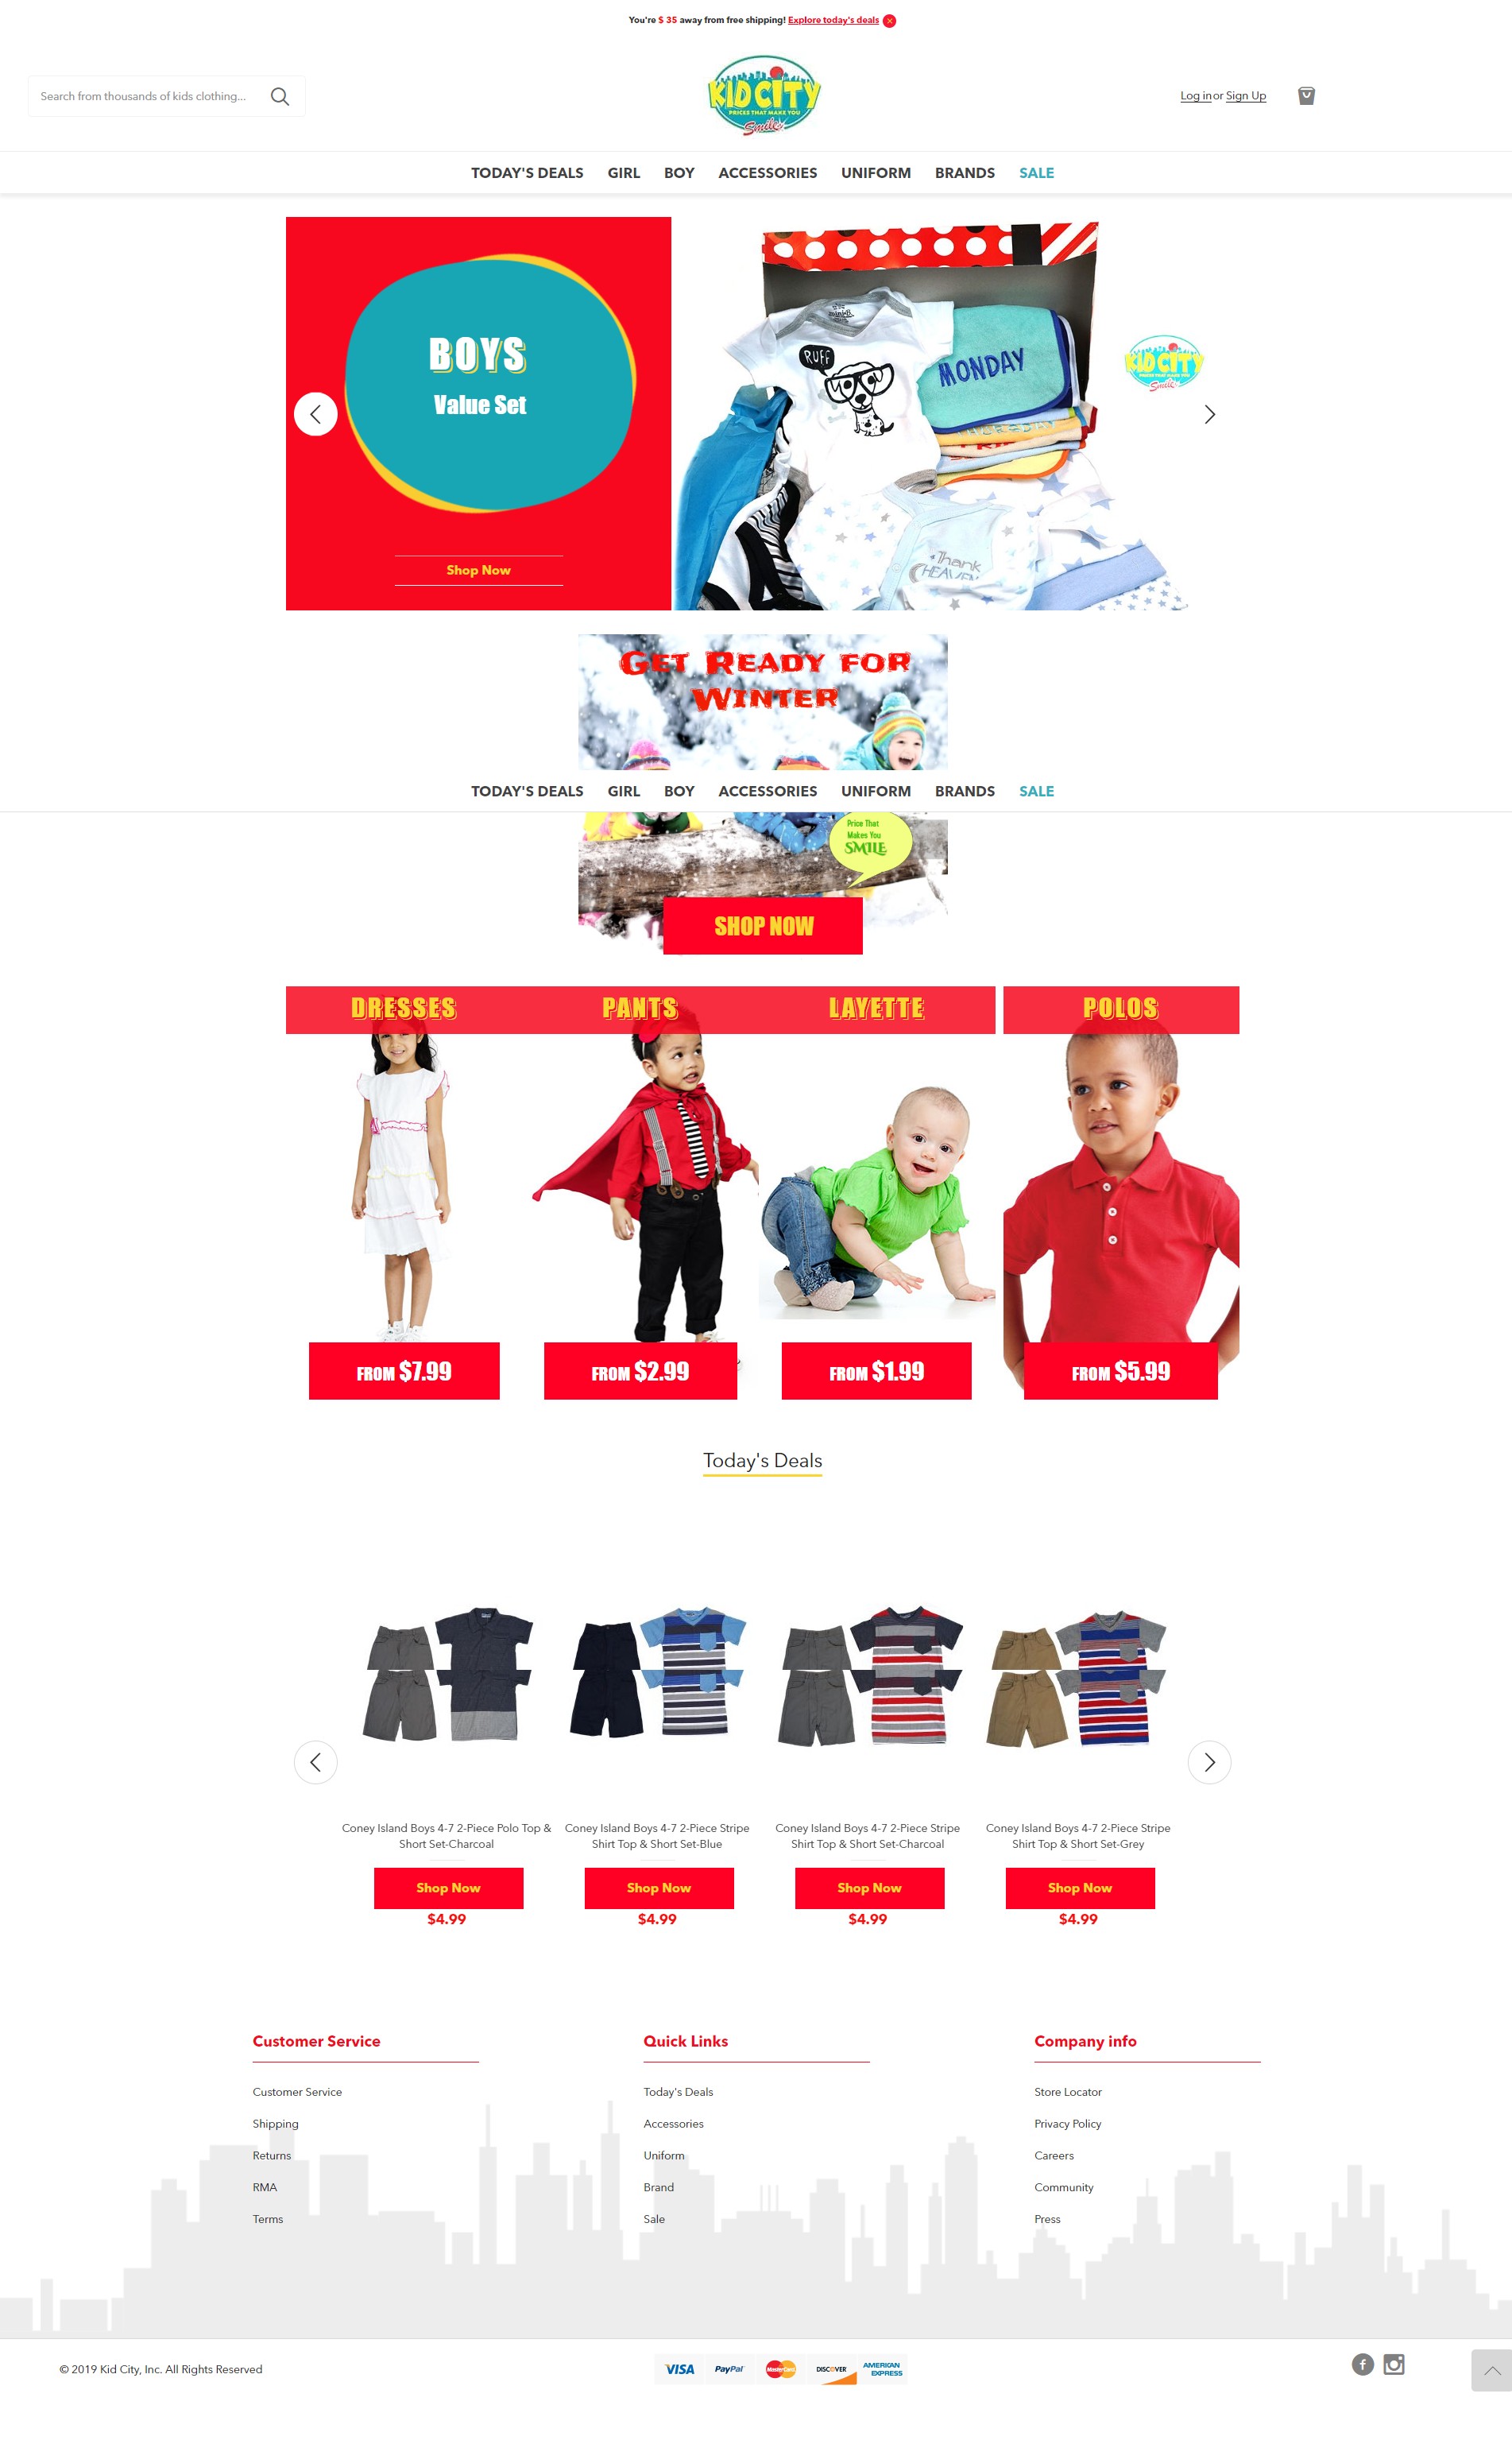 You're $ 35 away from free shipping! Explore today's deals
Search from thousands of kids clothing...
KID CITY
PRICES THAT MAKE YOU
Smile
Log in or Sign Up
TODAY'S DEALS GIRL BOY ACCESSORIES UNIFORM BRANDS SALE
BOYS
Value Set
Shop Now
RUFF
MONDAY
Thank
HEAVEN
KID CITY
PRICES THAT MAKE YOU
Smile
GET READY FOR
WINTER
TODAY'S DEALS GIRL BOY ACCESSORIES UNIFORM BRANDS SALE
Price That
Makes You
SMILE
SHOP NOW
DRESSES PANTS LAYETTE POLOS
FROM $7.99 FROM $2.99 FROM $1.99 FROM $5.99
Today's Deals
Coney Island Boys 4-7 2-Piece Polo Top &
Short Set-Charcoal
Shop Now
$4.99
Coney Island Boys 4-7 2-Piece Stripe
Shirt Top & Short Set-Blue
Shop Now
$4.99
Coney Island Boys 4-7 2-Piece Stripe
Shirt Top & Short Set-Charcoal
Shop Now
$4.99
Coney Island Boys 4-7 2-Piece Stripe
Shirt Top & Short Set-Grey
Shop Now
$4.99
Customer Service
Customer Service
Shipping
Returns
RMA
Terms
Quick Links
Today's Deals
Accessories
Uniform
Brand
Sale
Company info
Store Locator
Privacy Policy
Careers
Community
Press
© 2019 Kid City, Inc. All Rights Reserved
VISA PayPal MasterCard DISCOVER AMERICAN
EXPRESS